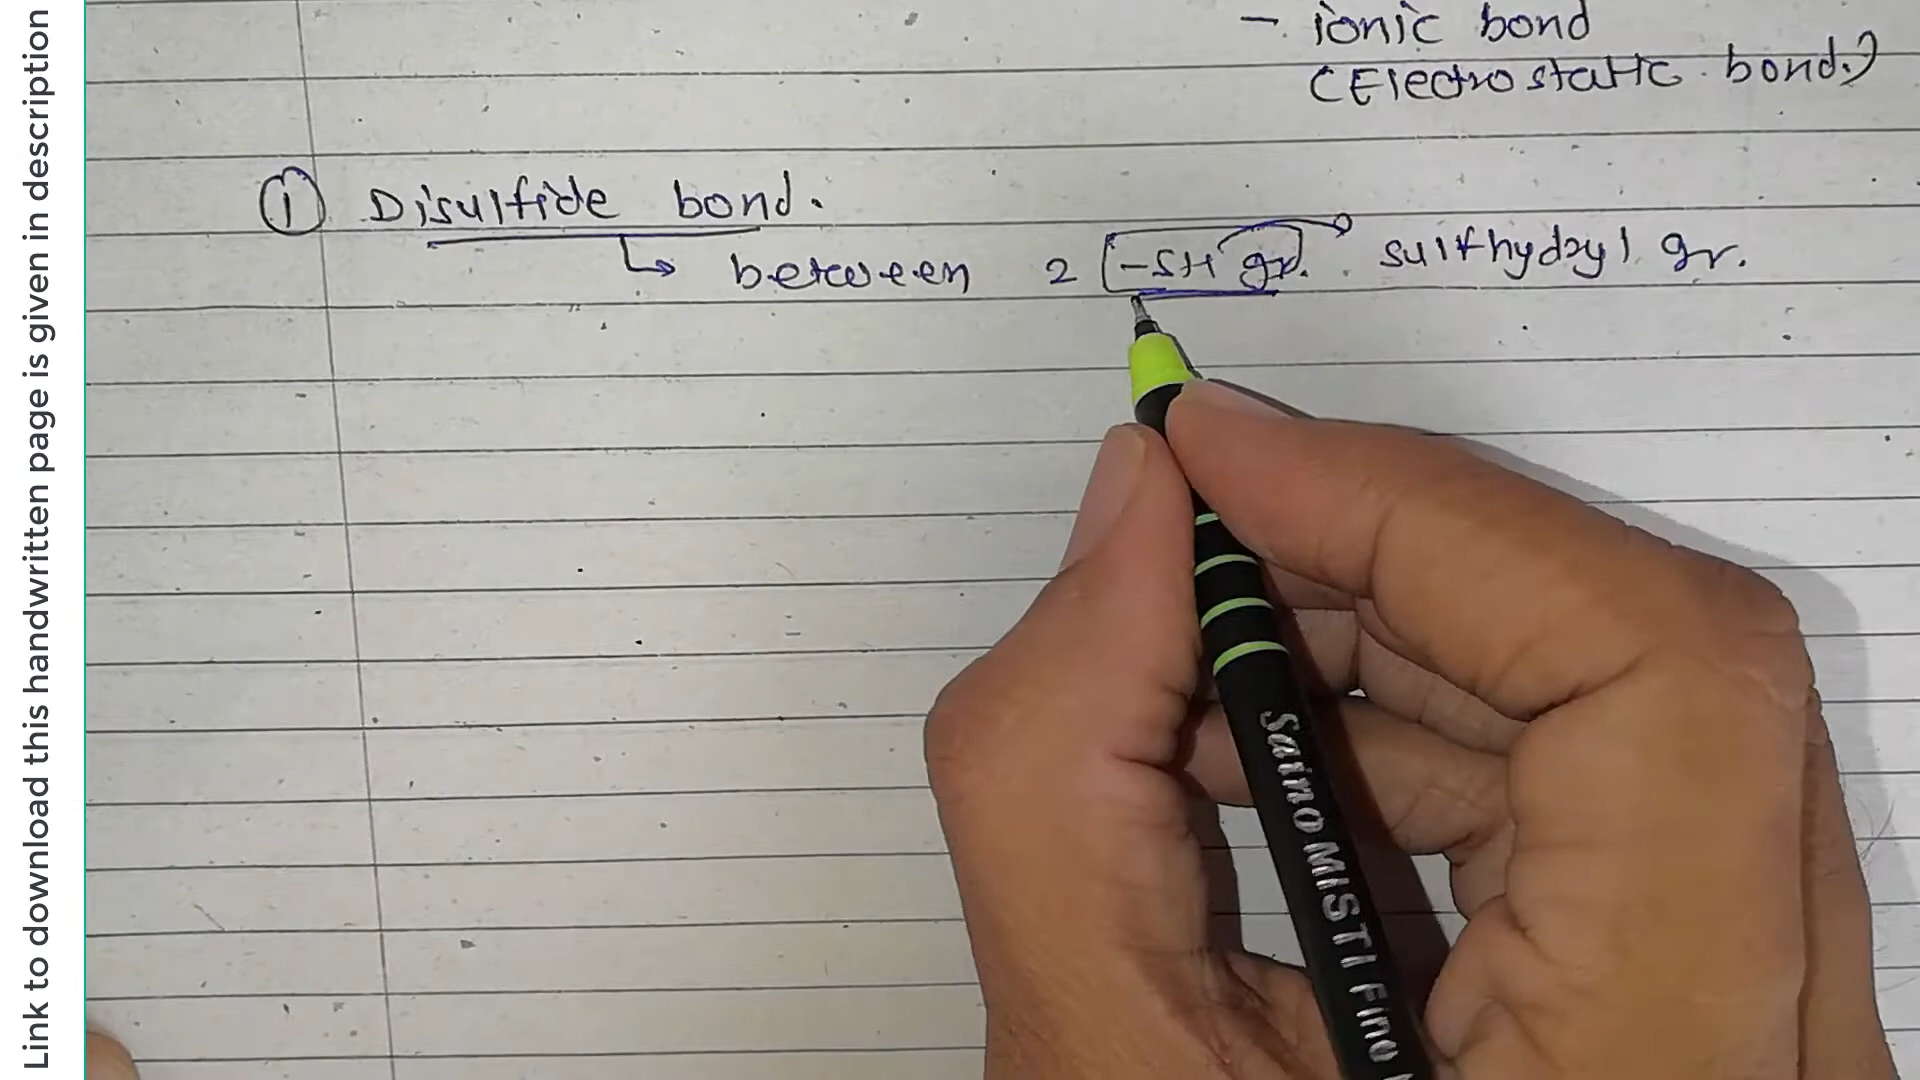 - ionic bond
(Electrostatic bond.)
1 Disulfide bond.
between 2 -SH gr. sulfhydryl gr.
Saino MISTI Fino
Link to download this handwritten page is given in description